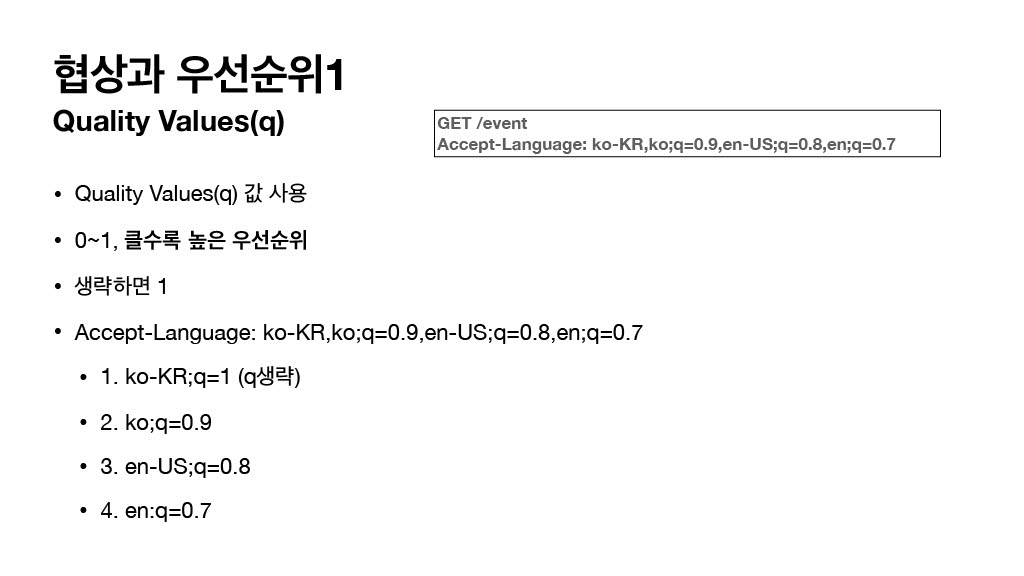 협상과 우선순위1
Quality Values(q)
GET /event
Accept-Language: ko-KR,ko;q=0.9,en-US;q=0.8,en;q=0.7
• Quality Values(q) 값 사용
• 0~1, 클수록 높은 우선순위
• 생략하면 1
• Accept-Language: ko-KR,ko;q=0.9,en-US;q=0.8,en;q=0.7
• 1. ko-KR;q=1 (q생략)
• 2. ko;q=0.9
• 3. en-US;q=0.8
• 4. en:q=0.7